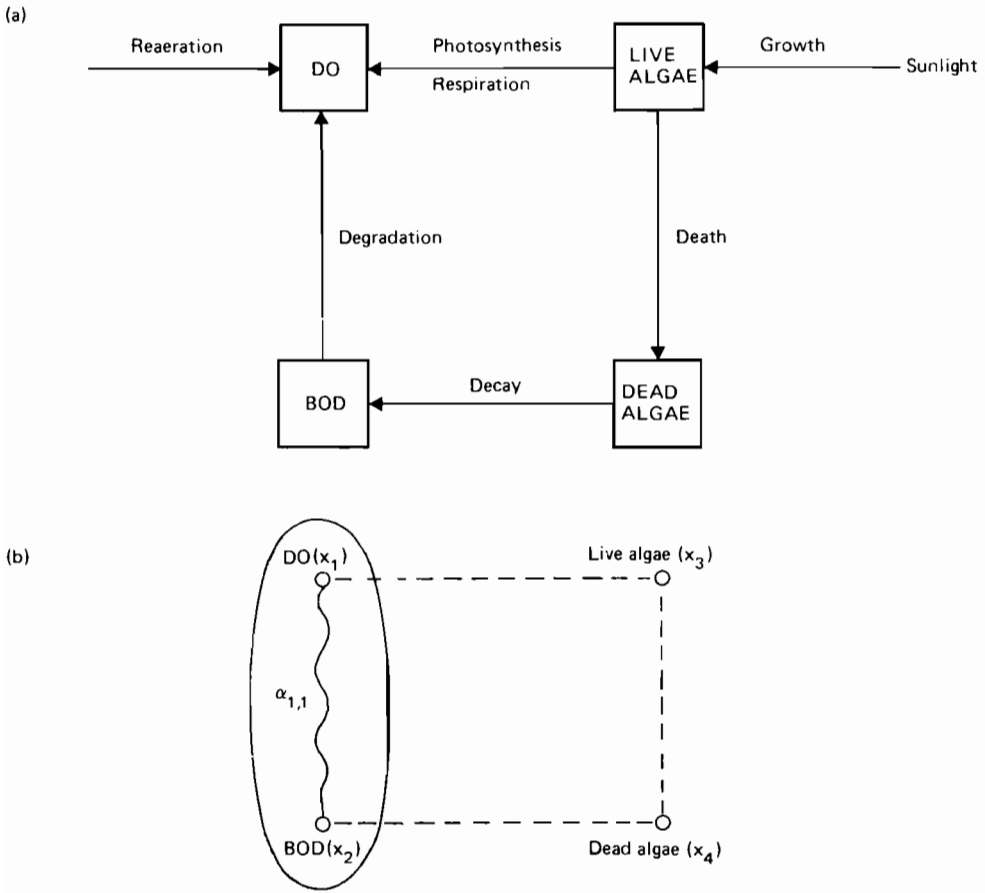 (a)
Reaeration
DO
Photosynthesis
Respiration
LIVE
ALGAE
Growth
Sunlight
Degradation
Death
BOD
Decay
DEAD
ALGAE
(b)
DO(x₁)
Live algae (x₃)
α₁,₁
BOD(x₂)
Dead algae (x₄)